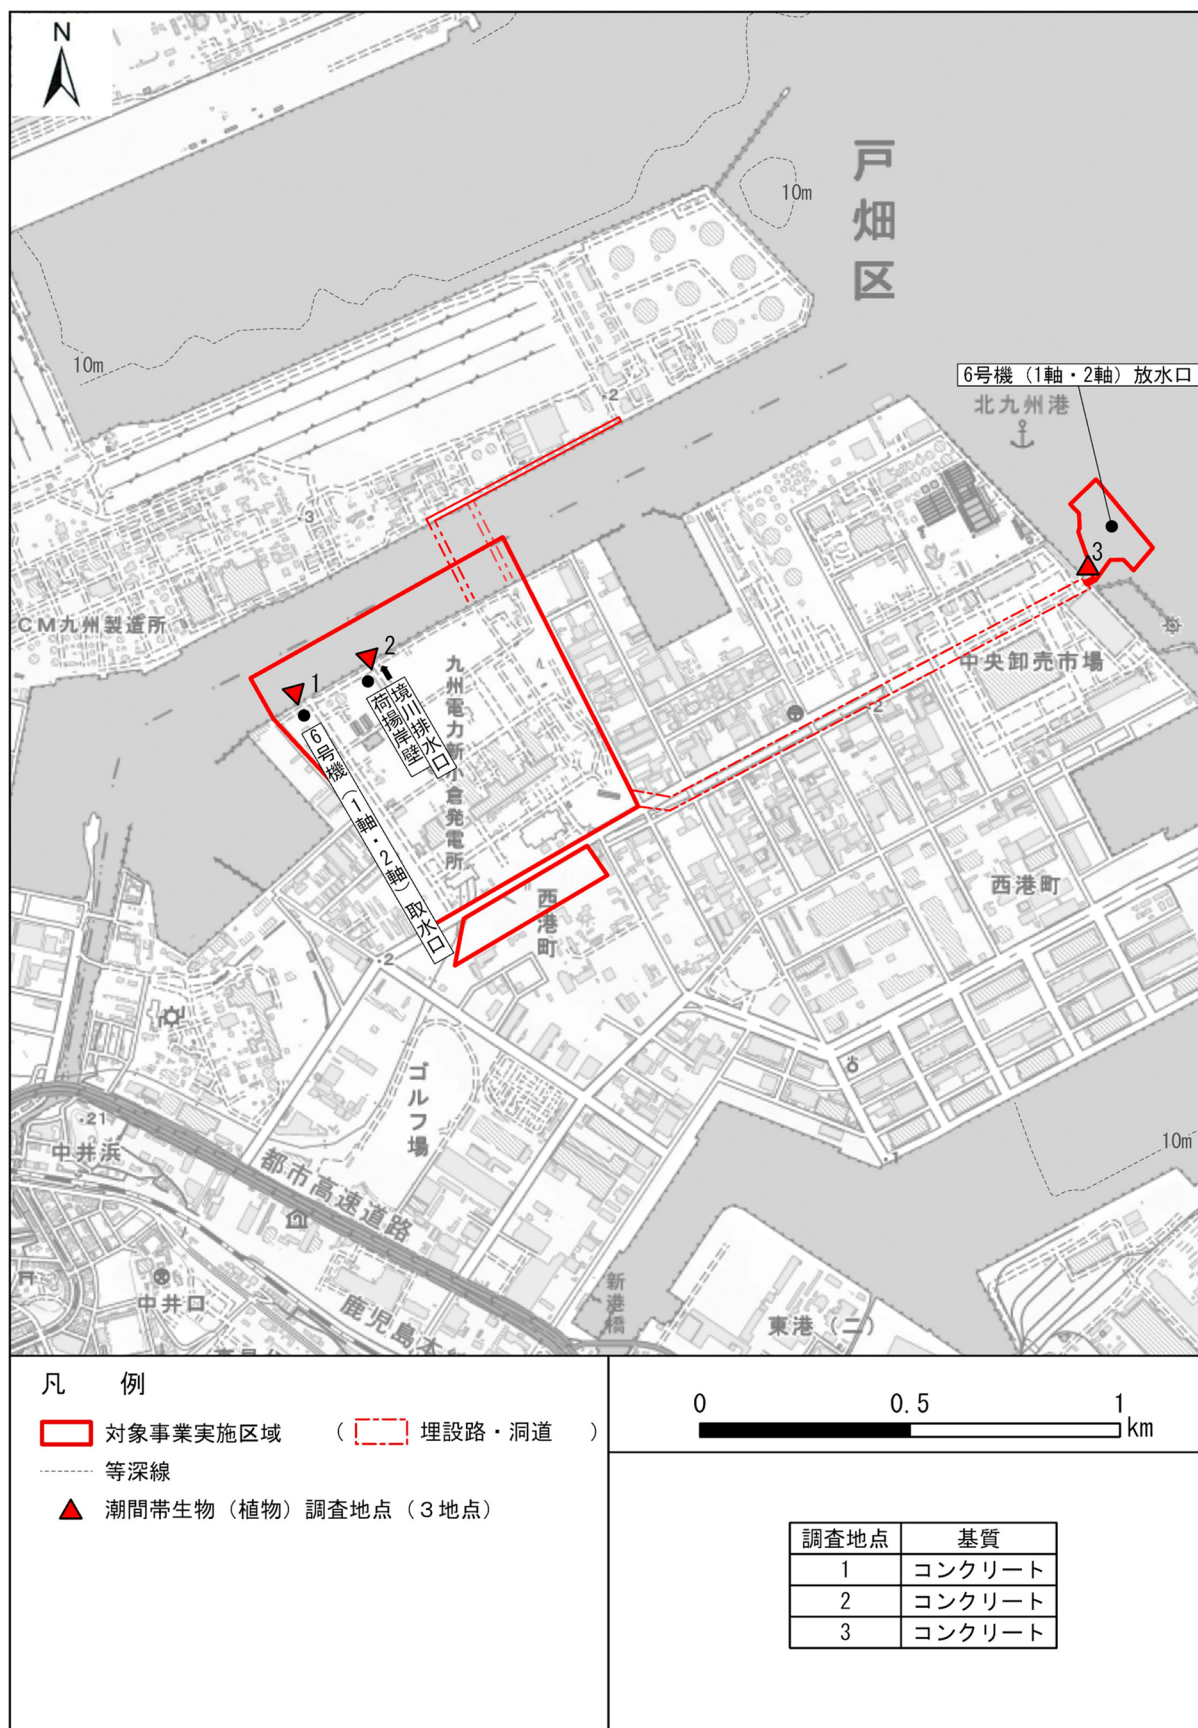 N
戸畑区
10m
10m
6号機（1軸・2軸）放水口
北九州港
2
3
3
CM九州製造所
中央卸売市場
2
1
2
境川排水口
荷揚岸壁
九州電力新小倉発電所
6号機（1軸・2軸）取水口
西港町
西港町
2
ゴルフ場
・21
中井浜
都市高速道路
10m
中井口
鹿児島本
新港橋
東港（二）
凡 例
対象事業実施区域 （ 埋設路・洞道 ）
等深線
潮間帯生物（植物）調査地点（３地点）
0 0.5 1
km
調査地点 基質
1 コンクリート
2 コンクリート
3 コンクリート